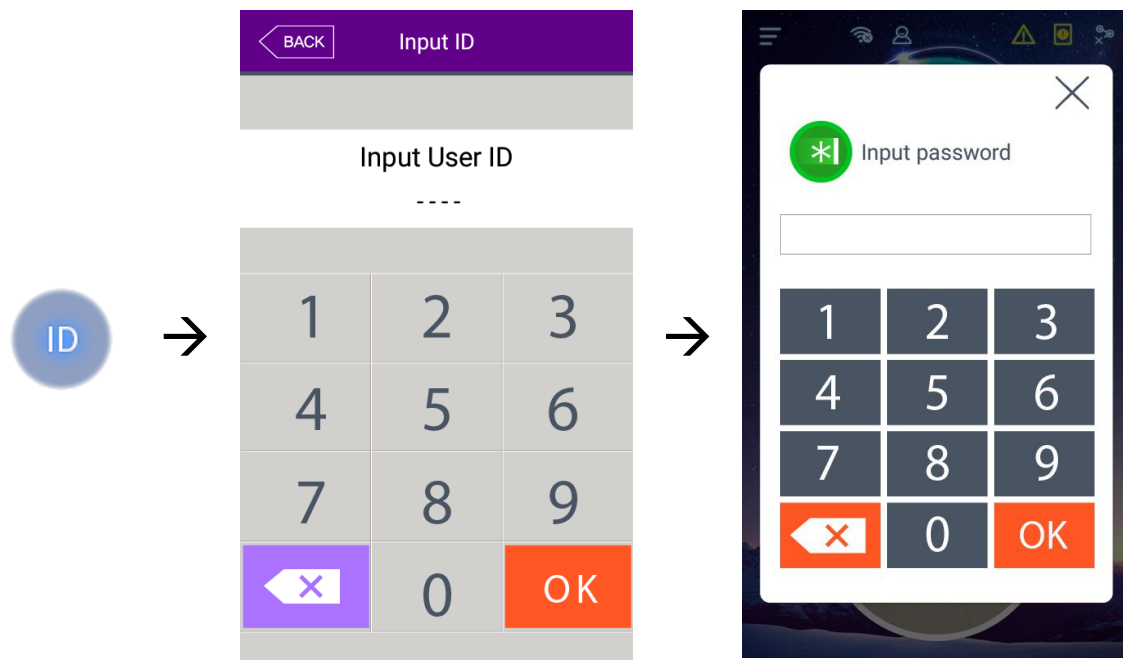 ID
BACK Input ID
Input User ID
----
1 2 3
4 5 6
7 8 9
0 OK
Input password
1 2 3
4 5 6
7 8 9
0 OK